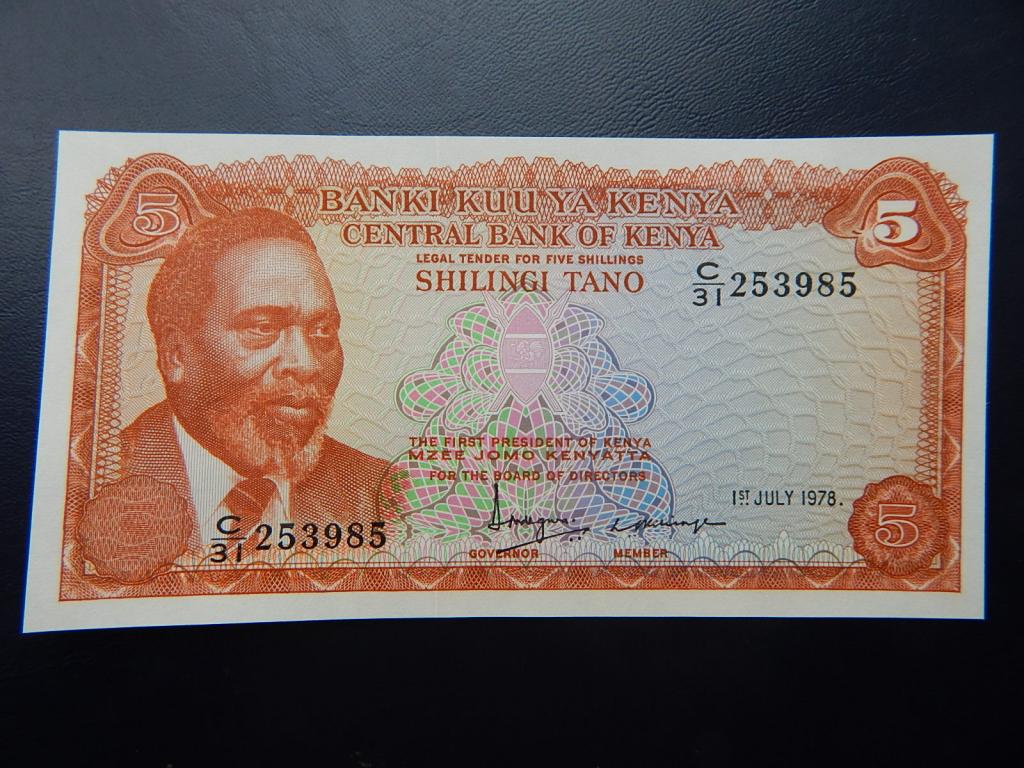 5
5
BANKI KUU YA KENYA
CENTRAL BANK OF KENYA
LEGAL TENDER FOR FIVE SHILLINGS
SHILINGI TANO
C/31 253985
THE FIRST PRESIDENT OF KENYA
MZEE JOMO KENYATTA
FOR THE BOARD OF DIRECTORS
1ST JULY 1978.
C/31 253985
GOVERNOR MEMBER
5